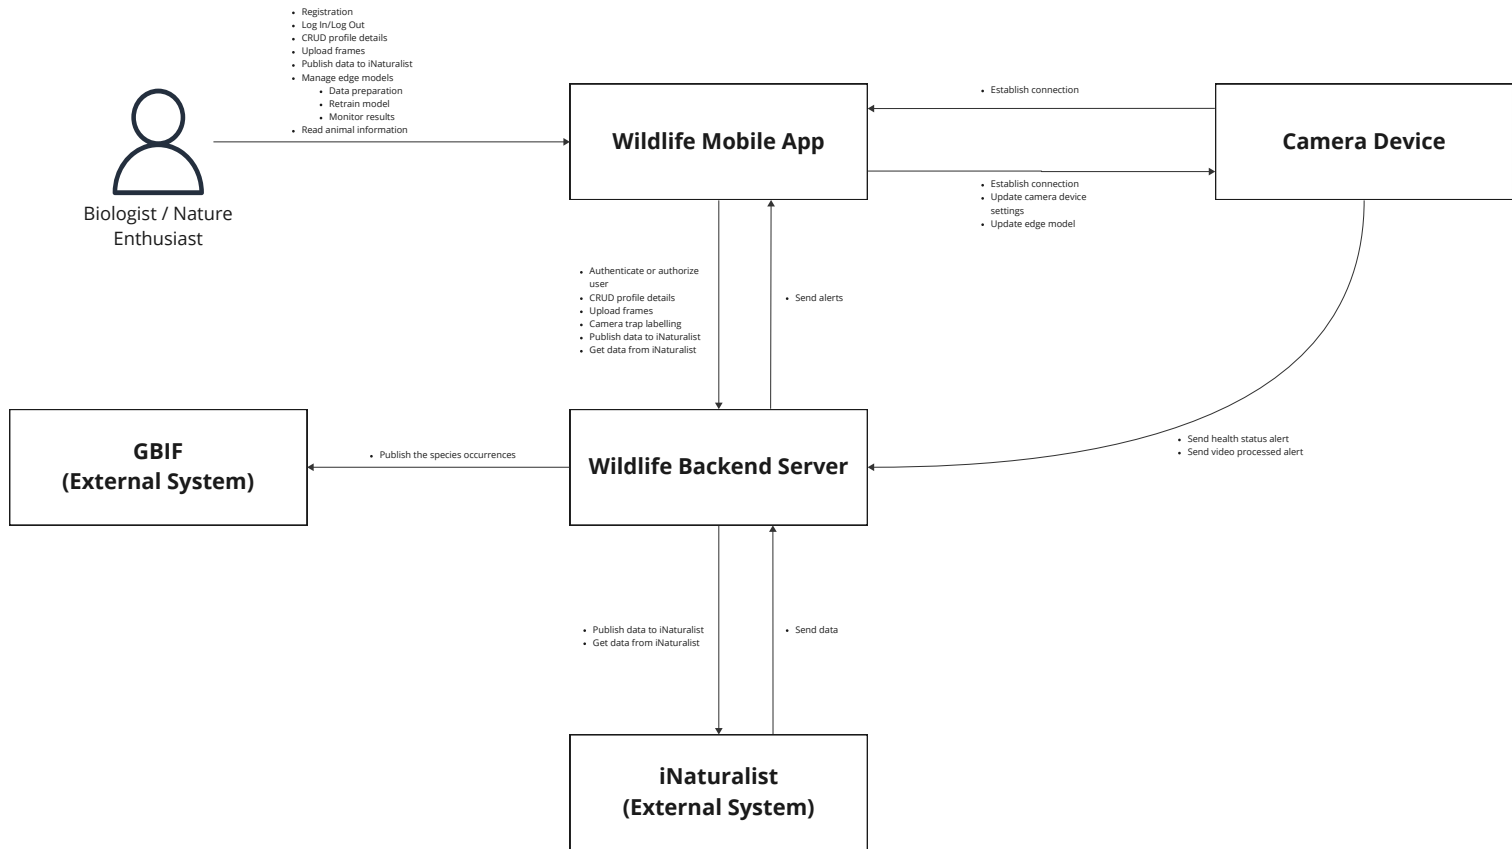 • Registration
• Log In/Log Out
• CRUD profile details
• Upload frames
• Publish data to iNaturalist
• Manage edge models
• Data preparation
• Retrain model
• Monitor results
• Read animal information
Biologist / Nature
Enthusiast
Wildlife Mobile App
• Establish connection
Camera Device
• Establish connection
• Update camera device
settings
• Update edge model
• Authenticate or authorize
user
• CRUD profile details
• Upload frames
• Camera trap labelling
• Publish data to iNaturalist
• Get data from iNaturalist
• Send alerts
GBIF
(External System)
• Publish the species occurrences
Wildlife Backend Server
• Send health status alert
• Send video processed alert
• Publish data to iNaturalist
• Get data from iNaturalist
• Send data
iNaturalist
(External System)